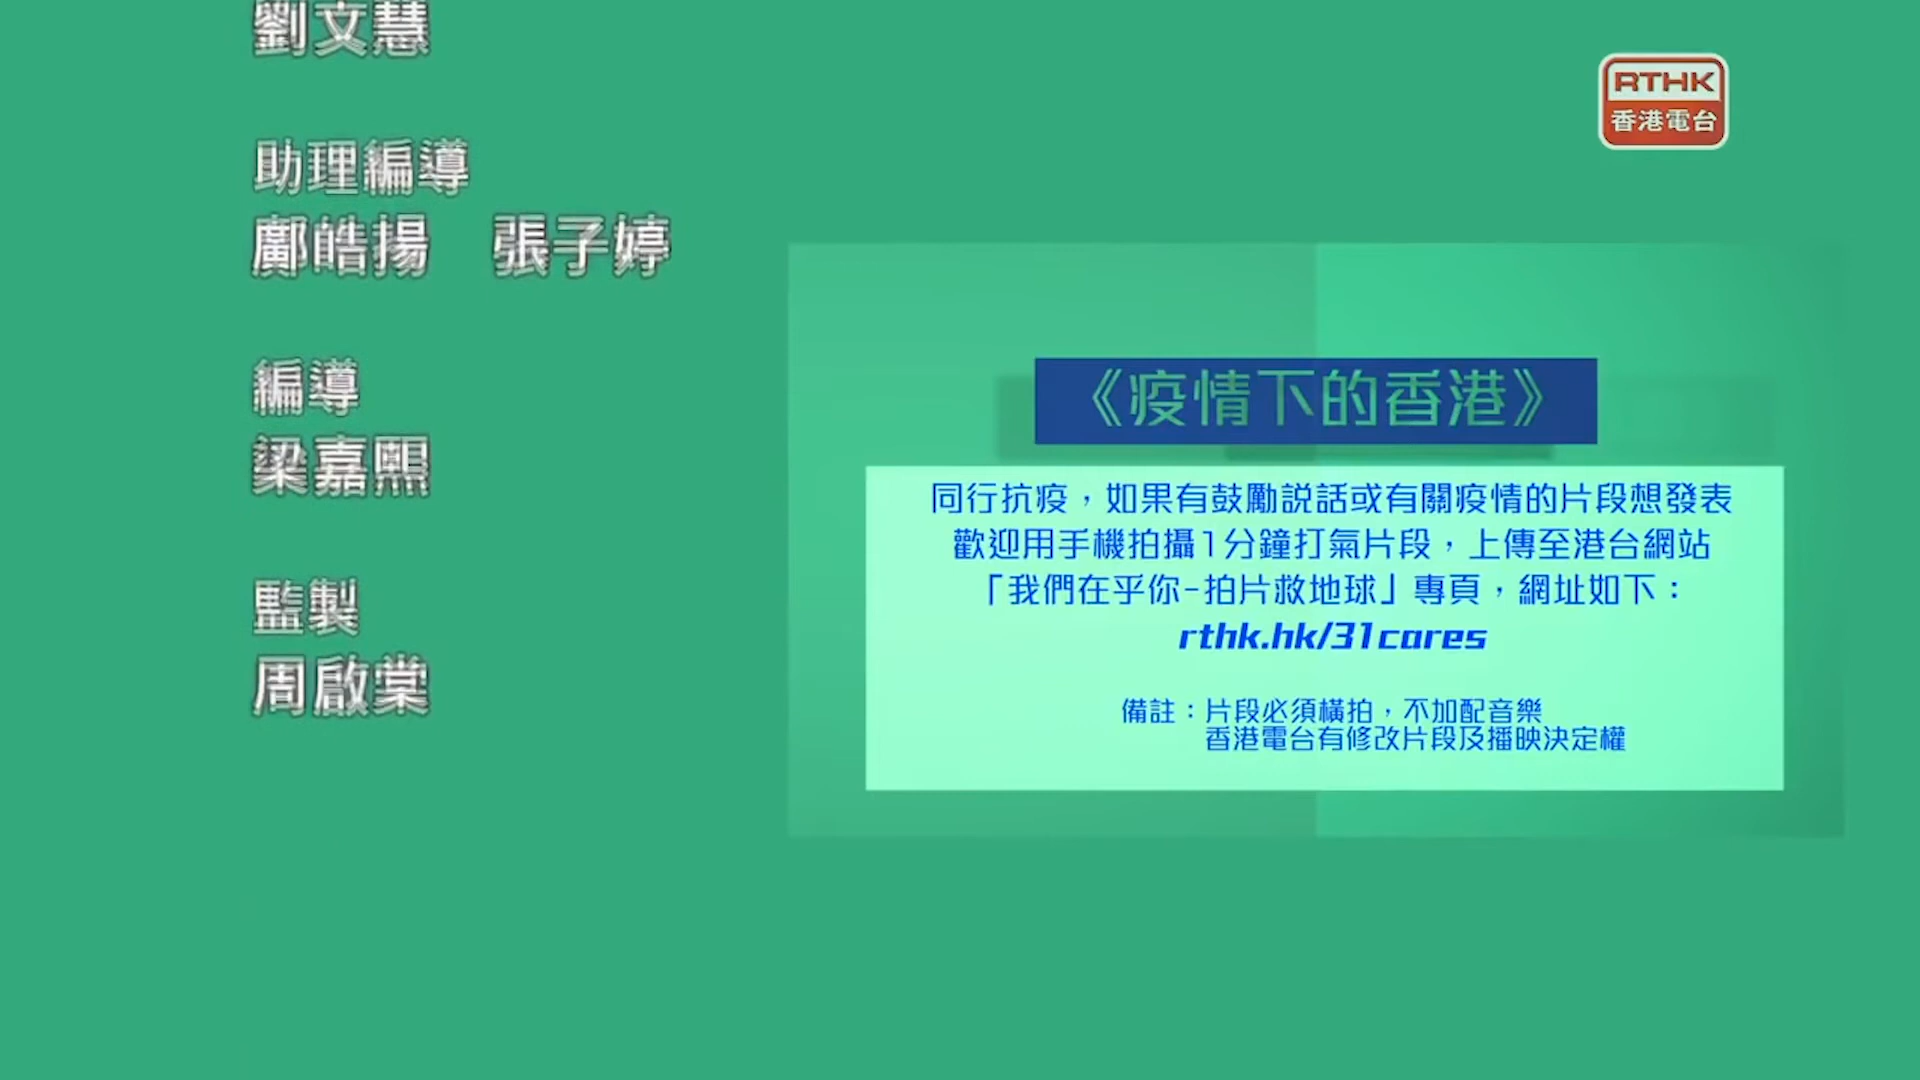 劉文慧
助理編導
鄺皓揚 張子婷
編導
梁嘉熙
監製
周啟棠
RTHK
香港電台
《疫情下的香港》
同行抗疫，如果有鼓勵説話或有關疫情的片段想發表
歡迎用手機拍攝1分鐘打氣片段，上傳至港台網站
「我們在乎你-拍片救地球」專頁，網址如下：
rthk.hk/31cares
備註：片段必須橫拍，不加配音樂
香港電台有修改片段及播映決定權